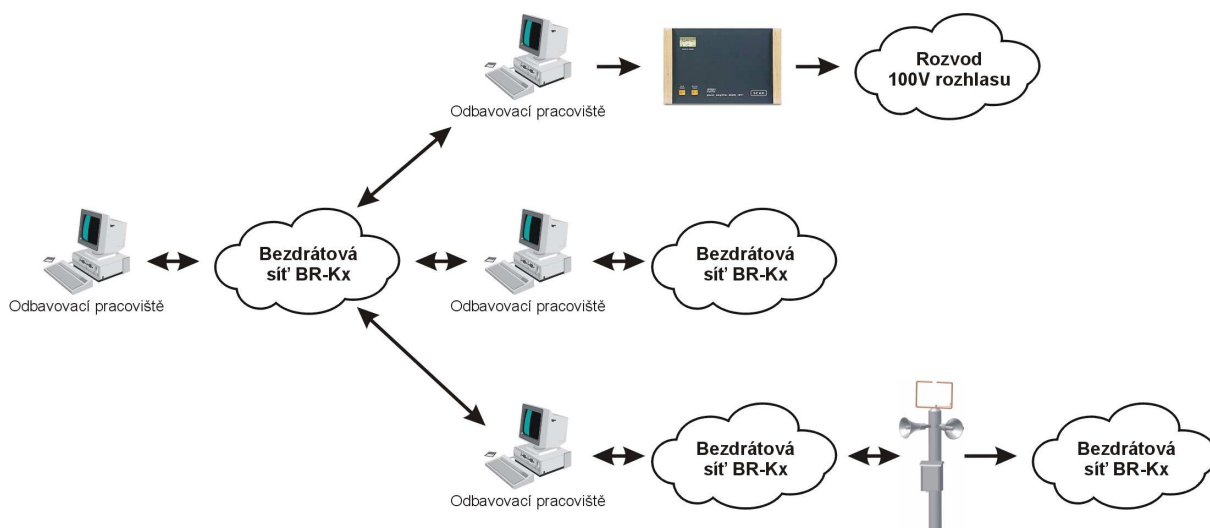 Odbavovací pracoviště
Rozvod
100V rozhlasu
Odbavovací pracoviště
Bezdrátová
síť BR-Kx
Odbavovací pracoviště
Bezdrátová
síť BR-Kx
Odbavovací pracoviště
Bezdrátová
síť BR-Kx
Bezdrátová
síť BR-Kx